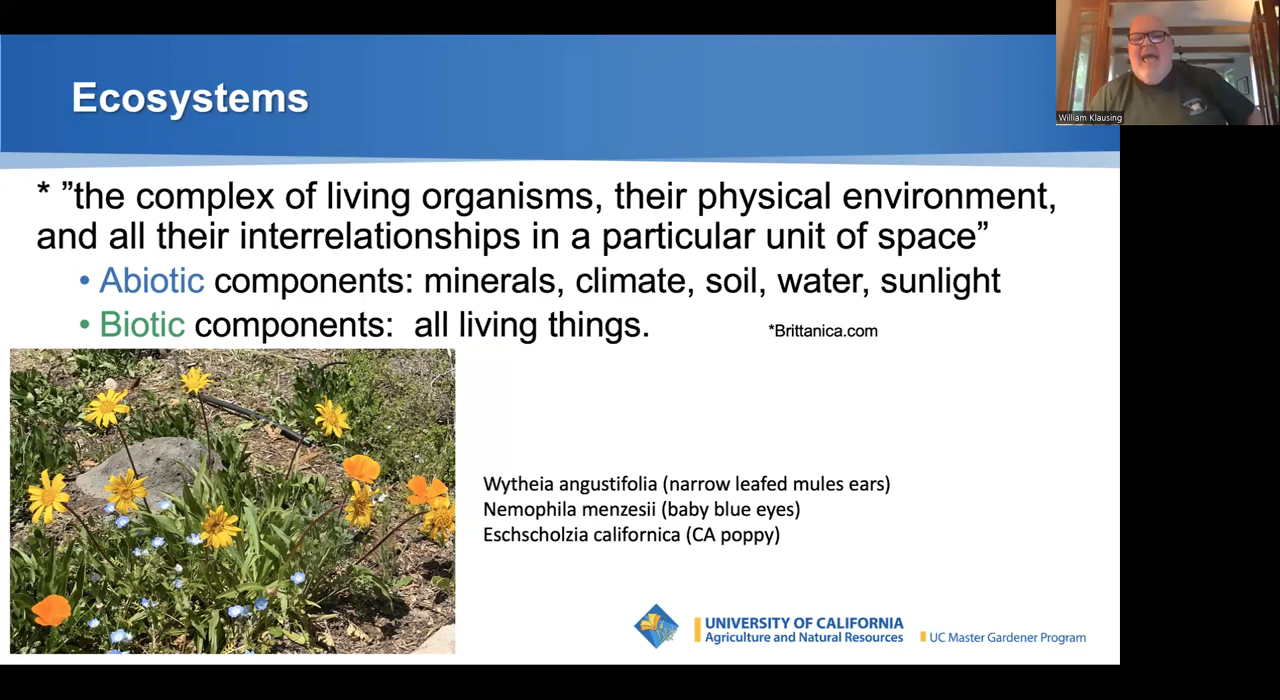 Ecosystems
William Klausing
* ”the complex of living organisms, their physical environment,
and all their interrelationships in a particular unit of space”
• Abiotic components: minerals, climate, soil, water, sunlight
• Biotic components: all living things.
*Brittanica.com
Wytheia angustifolia (narrow leafed mules ears)
Nemophila menzesii (baby blue eyes)
Eschscholzia californica (CA poppy)
UNIVERSITY OF CALIFORNIA
Agriculture and Natural Resources
UC Master Gardener Program